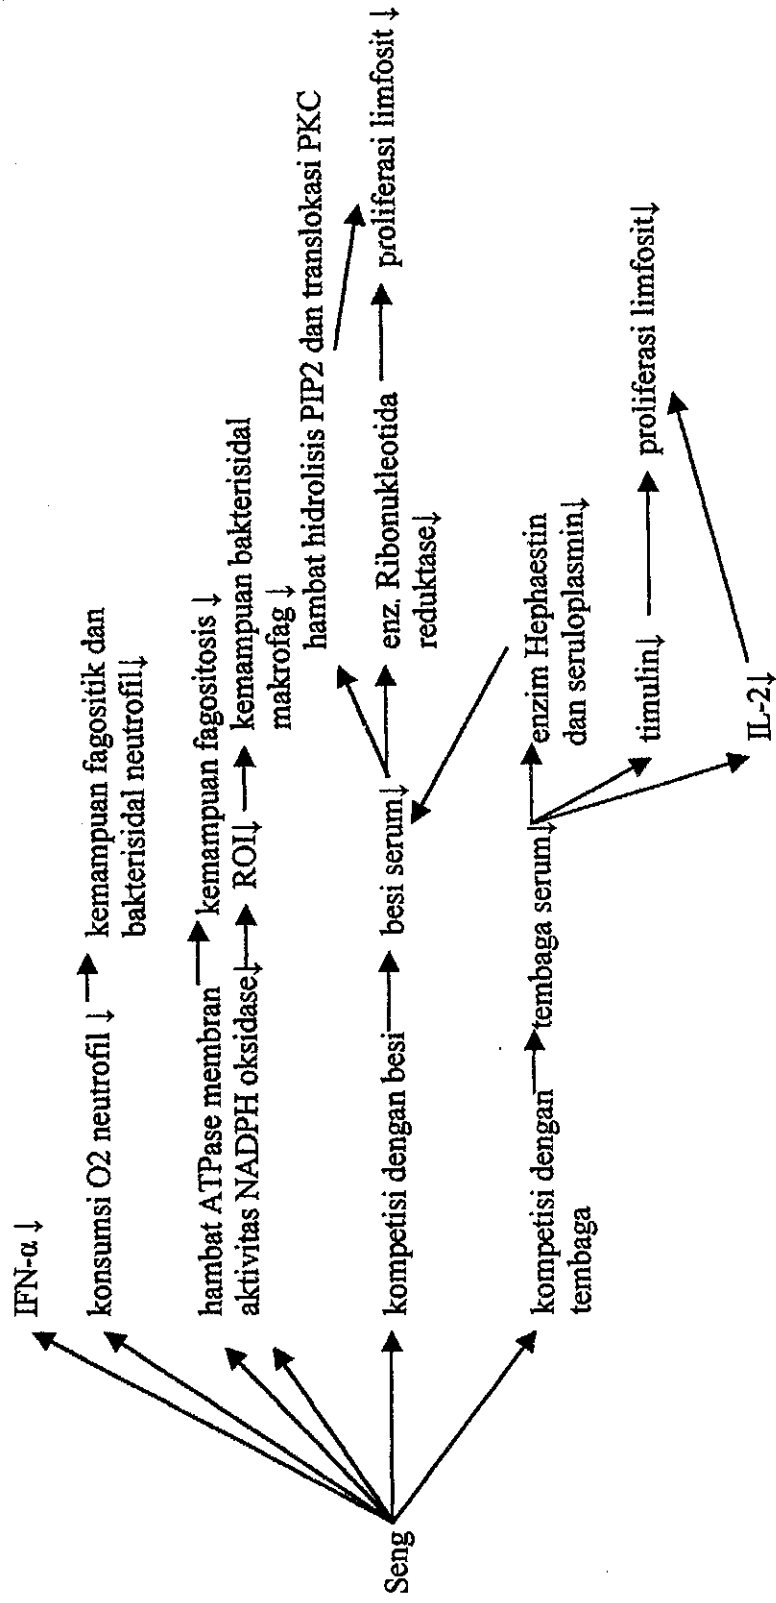 IFN-α ↓
konsumsi O2 neutrofil ↓
kemampuan fagositik dan
bakterisidal neutrofil↓
hambat ATPase membran
kemampuan fagositosis ↓
aktivitas NADPH oksidase↓
ROI↓
kemampuan bakterisidal
makrofag ↓
hambat hidrolisis PIP2 dan translokasi PKC
Seng
kompetisi dengan besi
besi serum↓
enz. Ribonukleotida
reduktase↓
proliferasi limfosit ↓
kompetisi dengan
tembaga
tembaga serum↓
enzim Hephaestin
dan seruloplasmin↓
timulin↓
proliferasi limfosit↓
IL-2↓